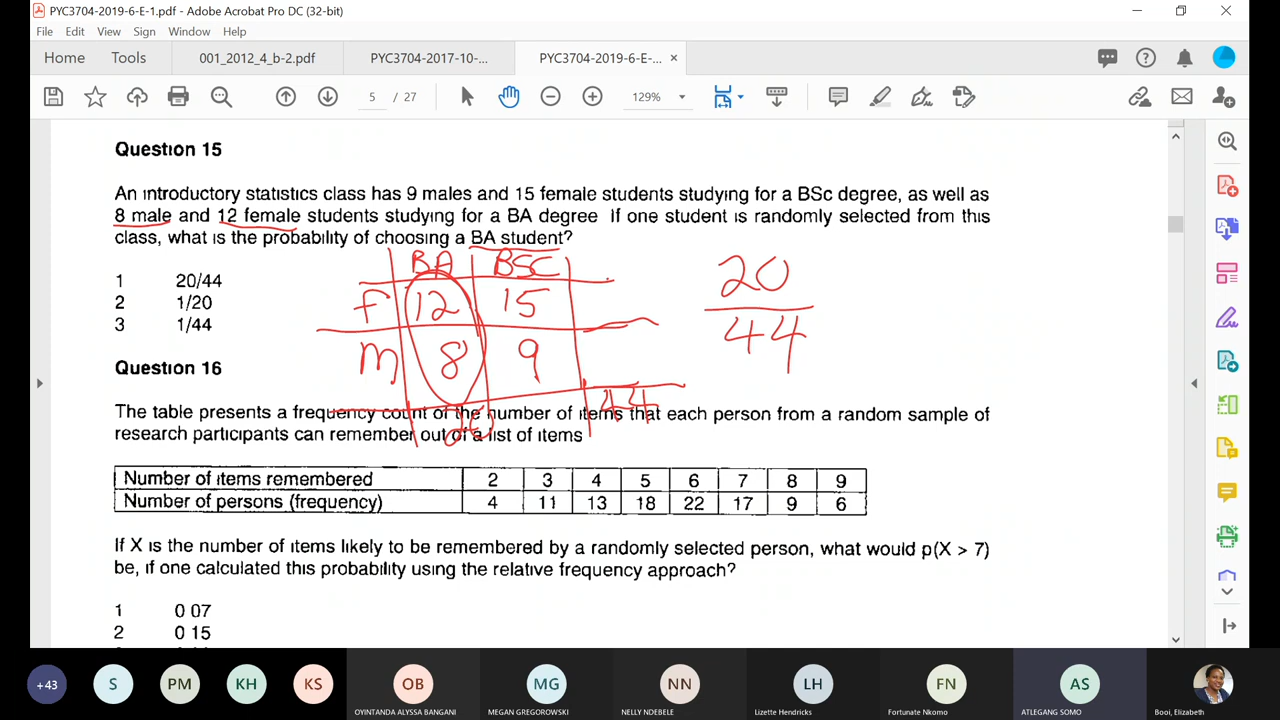 PYC3704-2019-6-E-1.pdf - Adobe Acrobat Pro DC (32-bit)
File Edit View Sign Window Help
Home Tools 001_2012_4_b-2.pdf PYC3704-2017-10-... PYC3704-2019-6-E-...
5 / 27 129%
Question 15
An introductory statistics class has 9 males and 15 female students studying for a BSc degree, as well as
8 male and 12 female students studying for a BA degree If one student is randomly selected from this
class, what is the probability of choosing a BA student?
1 20/44
2 1/20
3 1/44
BA BSC
F 12 15
M 8 9
20 44
20
44
Question 16
The table presents a frequency count of the number of items that each person from a random sample of
research participants can remember out of a list of items
Number of items remembered 2 3 4 5 6 7 8 9
Number of persons (frequency) 4 11 13 18 22 17 9 6
If X is the number of items likely to be remembered by a randomly selected person, what would p(X > 7)
be, if one calculated this probability using the relative frequency approach?
1 0 07
2 0 15
+43 S PM KH KS OB MG NN LH FN AS
OYINTANDA ALYSSA BANGANI MEGAN GREGOROWSKI NELLY NDEBELE Lizette Hendricks Fortunate Nkomo ATLEGANG SOMO Booi, Elizabeth